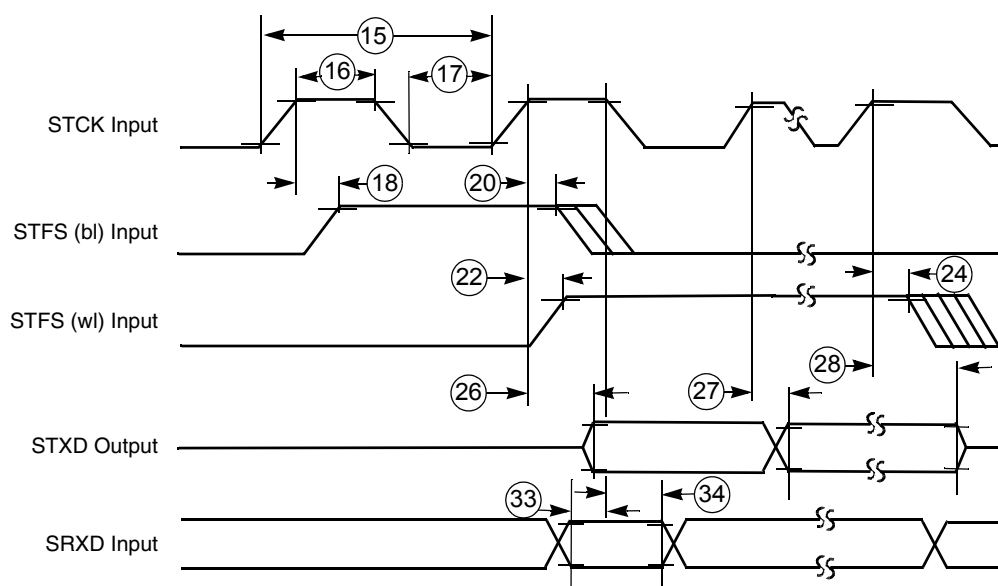 15
16
17
STCK Input
18
20
STFS (bl) Input
22
24
STFS (wl) Input
26
27
28
STXD Output
33
34
SRXD Input